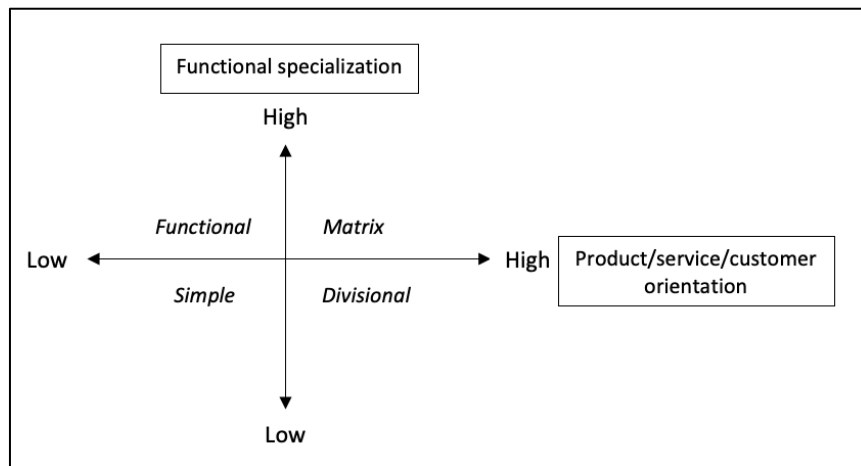 Functional specialization
High
Functional
Matrix
Low
High
Product/service/customer
orientation
Simple
Divisional
Low